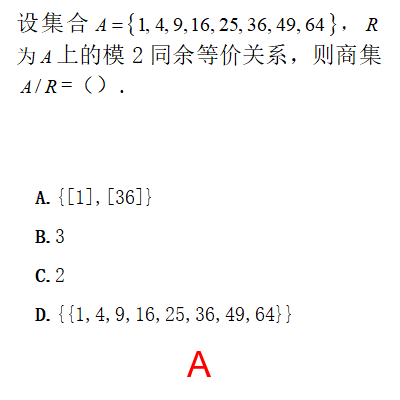 设集合 A={1, 4, 9,16, 25, 36, 49, 64}，R
为A上的模 2 同余等价关系，则商集
A/R=（）.
A. {[1],[36]}
B. 3
C. 2
D. {{1,4,9,16,25,36,49,64}}
A